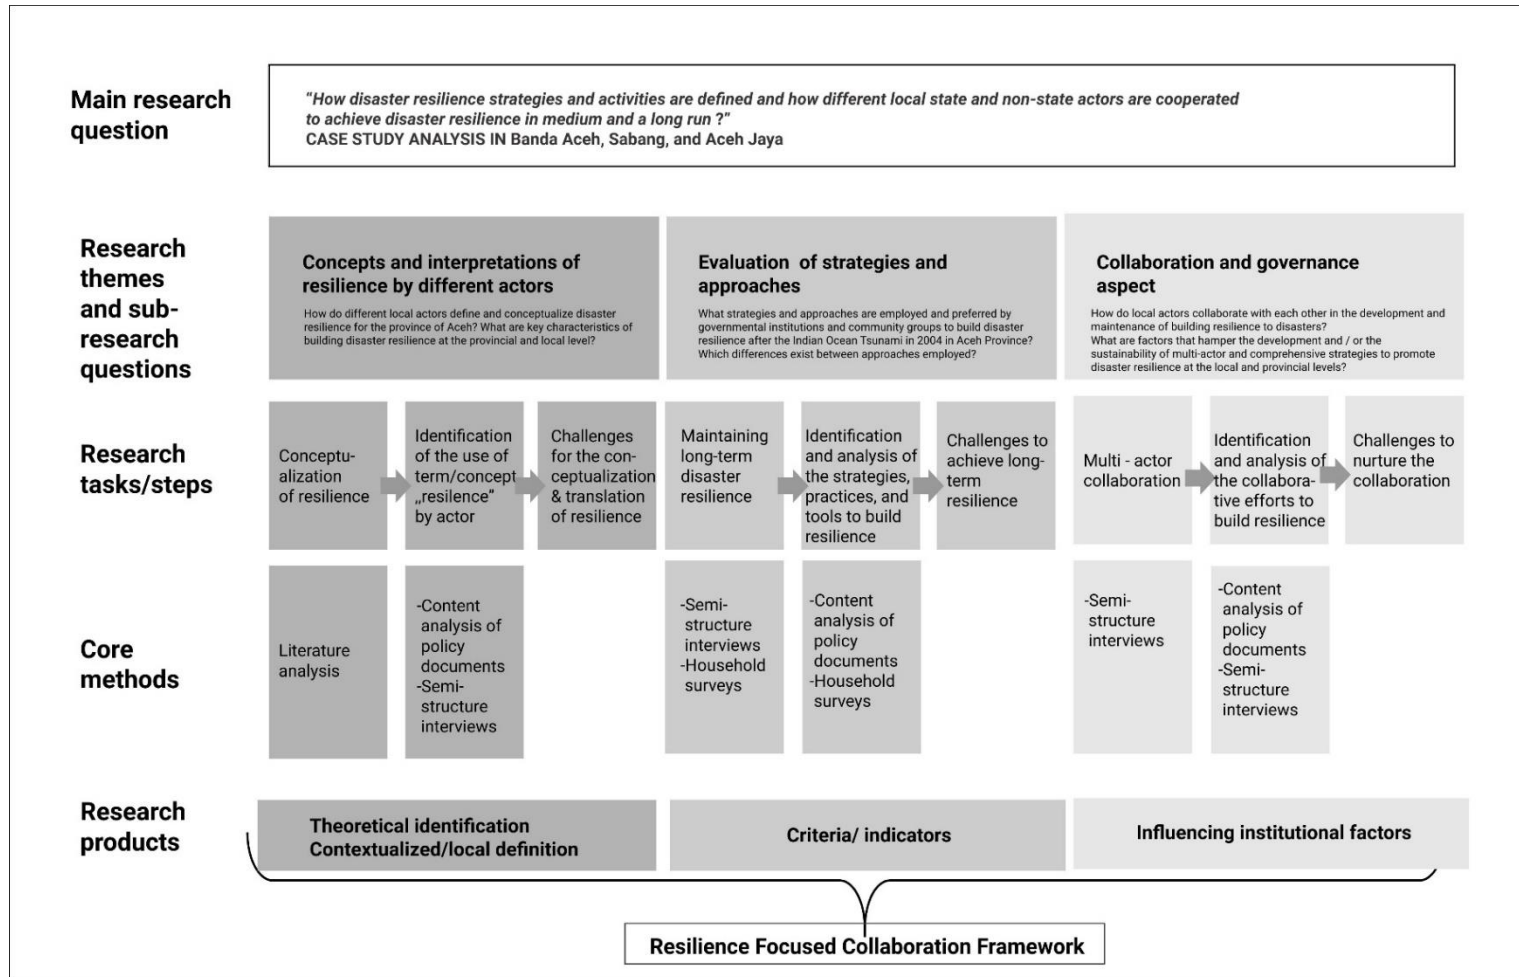 Main research
question
"How disaster resilience strategies and activities are defined and how different local state and non-state actors are cooperated
to achieve disaster resilience in medium and a long run ?"
CASE STUDY ANALYSIS IN Banda Aceh, Sabang, and Aceh Jaya
Research
themes
and sub-
research
questions
Concepts and interpretations of
resilience by different actors
How do different local actors define and conceptualize disaster
resilience for the province of Aceh? What are key characteristics of
building disaster resilience at the provincial and local level?
Evaluation of strategies and
approaches
What strategies and approaches are employed and preferred by
governmental institutions and community groups to build disaster
resilience after the Indian Ocean Tsunami in 2004 in Aceh Province?
Which differences exist between approaches employed?
Collaboration and governance
aspect
How do local actors collaborate with each other in the development and
maintenance of building resilience to disasters?
What are factors that hamper the development and / or the
sustainability of multi-actor and comprehensive strategies to promote
disaster resilience at the local and provincial levels?
Research
tasks/steps
Conceptu-
alization
of resilience
Identification
of the use of
term/concept
„resilence"
by actor
Challenges
for the con-
ceptualization
& translation
of resilience
Maintaining
long-term
disaster
resilience
Identification
and analysis of
the strategies,
practices, and
tools to build
resilience
Challenges to
achieve long-
term
resilience
Multi - actor
collaboration
Identification
and analysis of
the collabora-
tive efforts to
build resilience
Challenges to
nurture the
collaboration
Core
methods
Literature
analysis
-Content
analysis of
policy
documents
-Semi-
structure
interviews
-Semi-
structure
interviews
-Household
surveys
-Content
analysis of
policy
documents
-Household
surveys
-Semi-
structure
interviews
-Content
analysis of
policy
documents
-Semi-
structure
interviews
Research
products
Theoretical identification
Contextualized/local definition
Criteria/ indicators
Influencing institutional factors
Resilience Focused Collaboration Framework